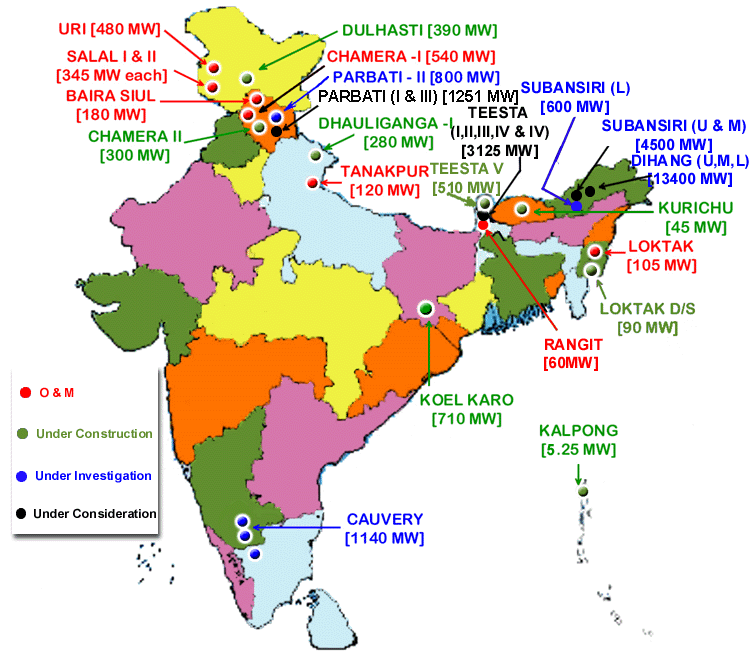 URI [480 MW]
DULHASTI [390 MW]
SALAL I & II
[345 MW each]
CHAMERA -I [540 MW]
PARBATI - II [800 MW]
BAIRA SIUL
[180 MW]
PARBATI (I & III) [1251 MW]
SUBANSIRI (L)
[600 MW]
TEESTA
(I,II,III,IV & IV)
[3125 MW]
SUBANSIRI (U & M)
[4500 MW]
CHAMERA II
[300 MW]
DHAULIGANGA -I
[280 MW]
DIHANG (U,M,L)
[13400 MW]
TANAKPUR
[120 MW]
TEESTA V
[510 MW]
KURICHU
[45 MW]
LOKTAK
[105 MW]
LOKTAK D/S
[90 MW]
RANGIT
[60MW]
KOEL KARO
[710 MW]
O & M
Under Construction
Under Investigation
Under Consideration
KALPONG
[5.25 MW]
CAUVERY
[1140 MW]